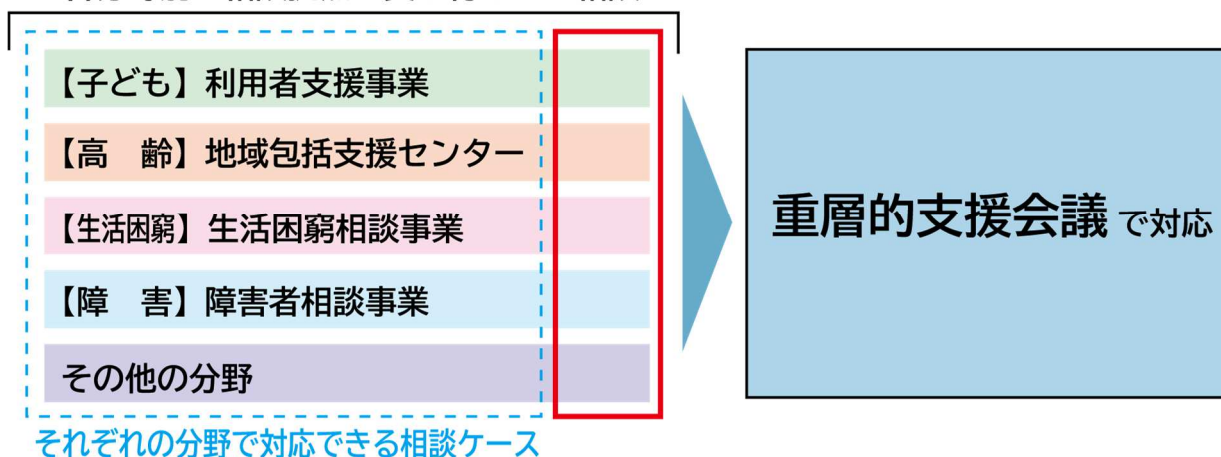 【子ども】利用者支援事業
【高　齢】地域包括支援センター
【生活困窮】生活困窮相談事業
【障　害】障害者相談事業
その他の分野
それぞれの分野で対応できる相談ケース
重層的支援会議で対応